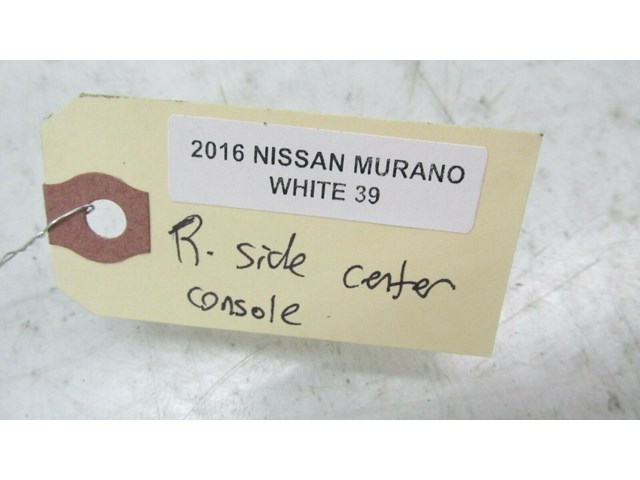 2016 NISSAN MURANO
WHITE 39
R. side center
console